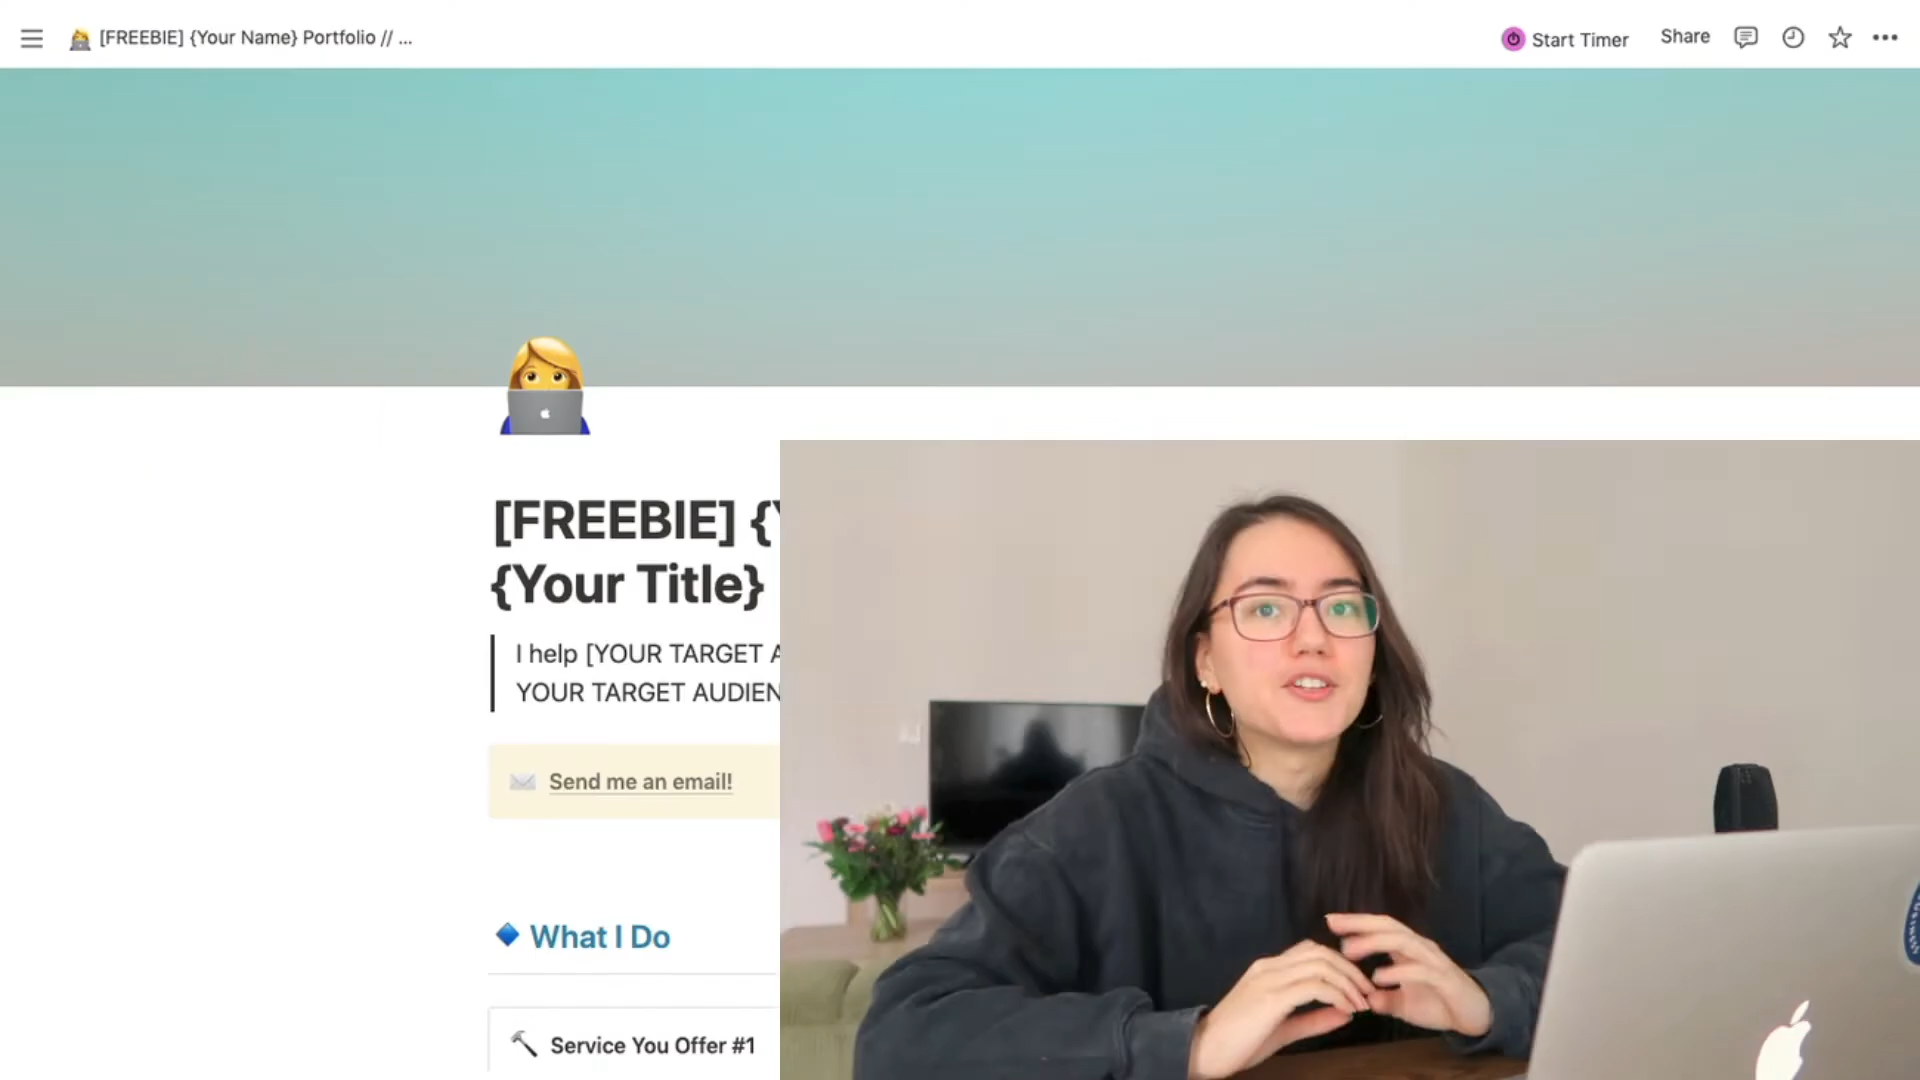 [FREEBIE] {Your Name} Portfolio // ...
Start Timer
Share
[FREEBIE] {
{Your Title}
I help [YOUR TARGET
YOUR TARGET AUDIEN
Send me an email!
What I Do
Service You Offer #1